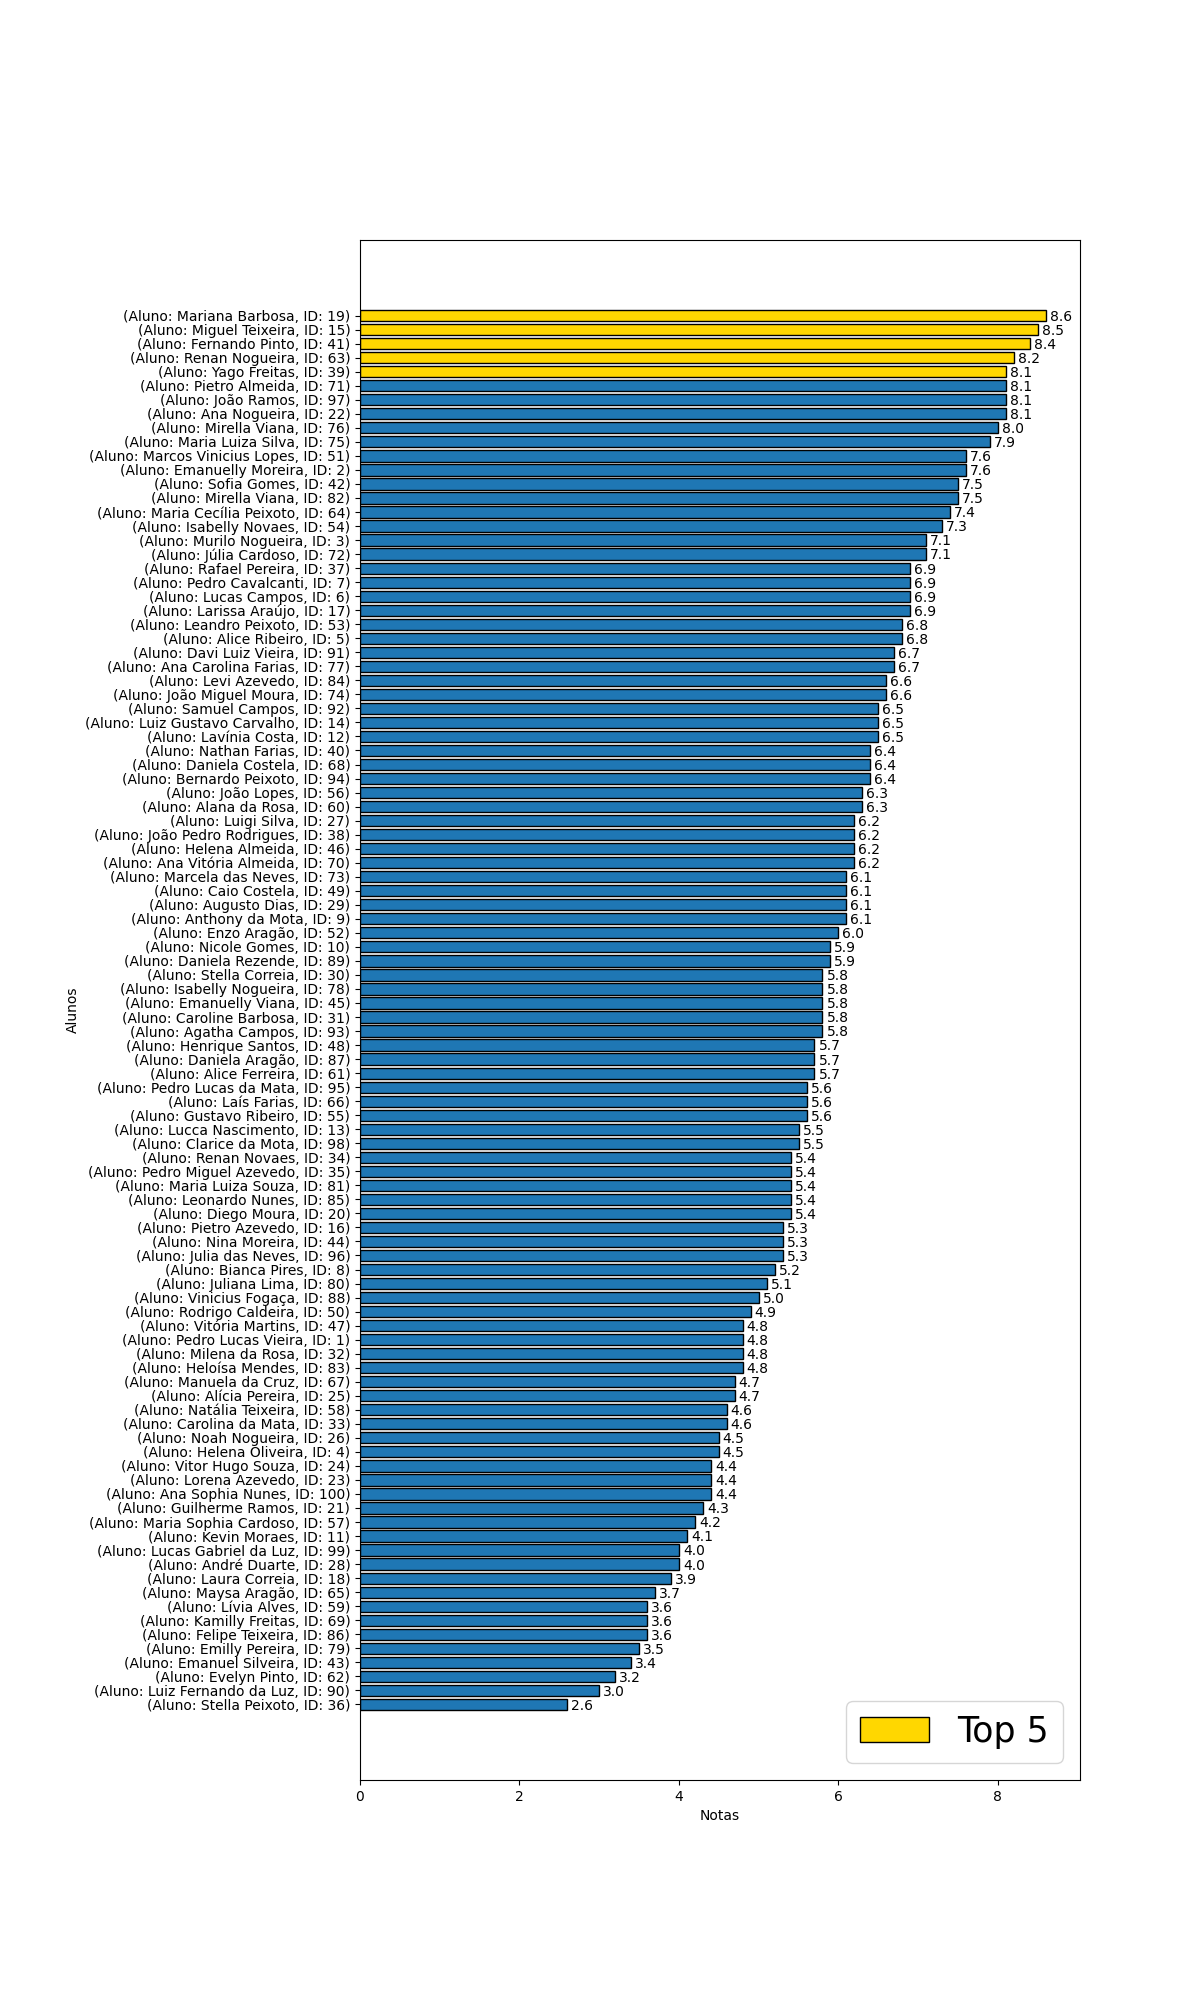 (Aluno: Mariana Barbosa, ID: 19) 8.6
(Aluno: Miguel Teixeira, ID: 15) 8.5
(Aluno: Fernando Pinto, ID: 41) 8.4
(Aluno: Renan Nogueira, ID: 63) 8.2
(Aluno: Yago Freitas, ID: 39) 8.1
(Aluno: Pietro Almeida, ID: 71) 8.1
(Aluno: João Ramos, ID: 97) 8.1
(Aluno: Ana Nogueira, ID: 22) 8.1
(Aluno: Mirella Viana, ID: 76) 8.0
(Aluno: Maria Luiza Silva, ID: 75) 7.9
(Aluno: Marcos Vinicius Lopes, ID: 51) 7.6
(Aluno: Emanuelly Moreira, ID: 2) 7.6
(Aluno: Sofia Gomes, ID: 42) 7.5
(Aluno: Mirella Viana, ID: 82) 7.5
(Aluno: Maria Cecília Peixoto, ID: 64) 7.4
(Aluno: Isabelly Novaes, ID: 54) 7.3
(Aluno: Murilo Nogueira, ID: 3) 7.1
(Aluno: Júlia Cardoso, ID: 72) 7.1
(Aluno: Rafael Pereira, ID: 37) 6.9
(Aluno: Pedro Cavalcanti, ID: 7) 6.9
(Aluno: Lucas Campos, ID: 6) 6.9
(Aluno: Larissa Araújo, ID: 17) 6.9
(Aluno: Leandro Peixoto, ID: 53) 6.8
(Aluno: Alice Ribeiro, ID: 5) 6.8
(Aluno: Davi Luiz Vieira, ID: 91) 6.7
(Aluno: Ana Carolina Farias, ID: 77) 6.7
(Aluno: Levi Azevedo, ID: 84) 6.6
(Aluno: João Miguel Moura, ID: 74) 6.6
(Aluno: Samuel Campos, ID: 92) 6.5
(Aluno: Luiz Gustavo Carvalho, ID: 14) 6.5
(Aluno: Lavínia Costa, ID: 12) 6.5
(Aluno: Nathan Farias, ID: 40) 6.4
(Aluno: Daniela Costela, ID: 68) 6.4
(Aluno: Bernardo Peixoto, ID: 94) 6.4
(Aluno: João Lopes, ID: 56) 6.3
(Aluno: Alana da Rosa, ID: 60) 6.3
(Aluno: Luigi Silva, ID: 27) 6.2
(Aluno: João Pedro Rodrigues, ID: 38) 6.2
(Aluno: Helena Almeida, ID: 46) 6.2
(Aluno: Ana Vitória Almeida, ID: 70) 6.2
(Aluno: Marcela das Neves, ID: 73) 6.1
(Aluno: Caio Costela, ID: 49) 6.1
(Aluno: Augusto Dias, ID: 29) 6.1
(Aluno: Anthony da Mota, ID: 9) 6.1
(Aluno: Enzo Aragão, ID: 52) 6.0
(Aluno: Nicole Gomes, ID: 10) 5.9
(Aluno: Daniela Rezende, ID: 89) 5.9
(Aluno: Stella Correia, ID: 30) 5.8
(Aluno: Isabelly Nogueira, ID: 78) 5.8
(Aluno: Emanuelly Viana, ID: 45) 5.8
(Aluno: Caroline Barbosa, ID: 31) 5.8
(Aluno: Agatha Campos, ID: 93) 5.8
(Aluno: Henrique Santos, ID: 48) 5.7
(Aluno: Daniela Aragão, ID: 87) 5.7
(Aluno: Alice Ferreira, ID: 61) 5.7
(Aluno: Pedro Lucas da Mata, ID: 95) 5.6
(Aluno: Laís Farias, ID: 66) 5.6
(Aluno: Gustavo Ribeiro, ID: 55) 5.6
(Aluno: Lucca Nascimento, ID: 13) 5.5
(Aluno: Clarice da Mota, ID: 98) 5.5
(Aluno: Renan Novaes, ID: 34) 5.4
(Aluno: Pedro Miguel Azevedo, ID: 35) 5.4
(Aluno: Maria Luiza Souza, ID: 81) 5.4
(Aluno: Leonardo Nunes, ID: 85) 5.4
(Aluno: Diego Moura, ID: 20) 5.4
(Aluno: Pietro Azevedo, ID: 16) 5.3
(Aluno: Nina Moreira, ID: 44) 5.3
(Aluno: Julia das Neves, ID: 96) 5.3
(Aluno: Bianca Pires, ID: 8) 5.2
(Aluno: Juliana Lima, ID: 80) 5.1
(Aluno: Vinicius Fogaça, ID: 88) 5.0
(Aluno: Rodrigo Caldeira, ID: 50) 4.9
(Aluno: Vitória Martins, ID: 47) 4.8
(Aluno: Pedro Lucas Vieira, ID: 1) 4.8
(Aluno: Milena da Rosa, ID: 32) 4.8
(Aluno: Heloísa Mendes, ID: 83) 4.8
(Aluno: Manuela da Cruz, ID: 67) 4.7
(Aluno: Alícia Pereira, ID: 25) 4.7
(Aluno: Natália Teixeira, ID: 58) 4.6
(Aluno: Carolina da Mata, ID: 33) 4.6
(Aluno: Noah Nogueira, ID: 26) 4.5
(Aluno: Helena Oliveira, ID: 4) 4.5
(Aluno: Vitor Hugo Souza, ID: 24) 4.4
(Aluno: Lorena Azevedo, ID: 23) 4.4
(Aluno: Ana Sophia Nunes, ID: 100) 4.4
(Aluno: Guilherme Ramos, ID: 21) 4.3
(Aluno: Maria Sophia Cardoso, ID: 57) 4.2
(Aluno: Kevin Moraes, ID: 11) 4.1
(Aluno: Lucas Gabriel da Luz, ID: 99) 4.0
(Aluno: André Duarte, ID: 28) 4.0
(Aluno: Laura Correia, ID: 18) 3.9
(Aluno: Maysa Aragão, ID: 65) 3.7
(Aluno: Lívia Alves, ID: 59) 3.6
(Aluno: Kamilly Freitas, ID: 69) 3.6
(Aluno: Felipe Teixeira, ID: 86) 3.6
(Aluno: Emilly Pereira, ID: 79) 3.5
(Aluno: Emanuel Silveira, ID: 43) 3.4
(Aluno: Evelyn Pinto, ID: 62) 3.2
(Aluno: Luiz Fernando da Luz, ID: 90) 3.0
(Aluno: Stella Peixoto, ID: 36) 2.6
Alunos
Top 5
0 2 4 6 8
Notas